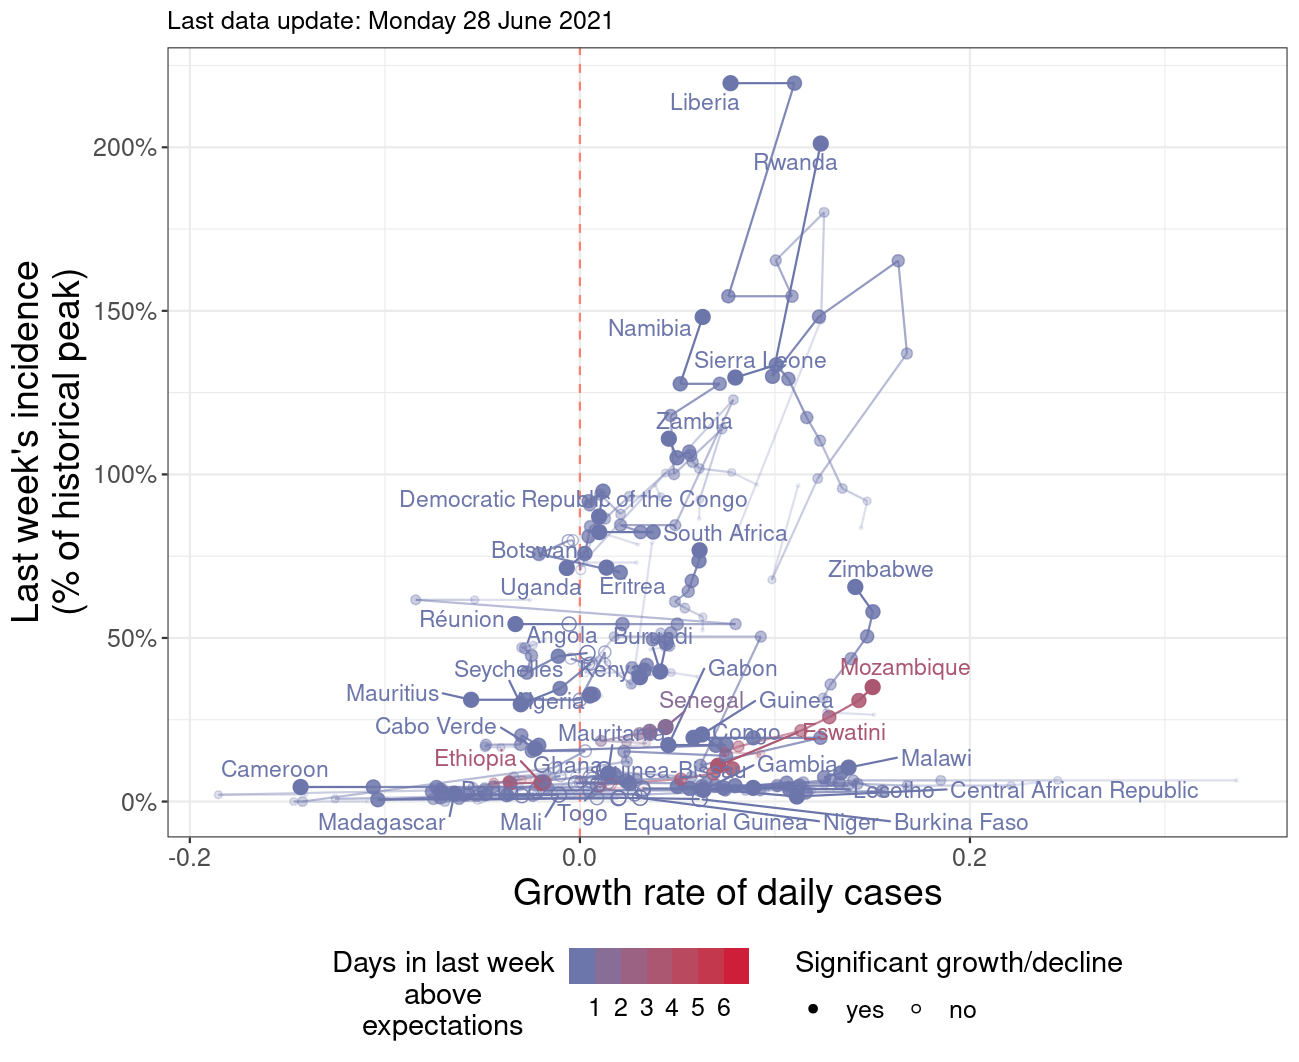 Last data update: Monday 28 June 2021
Last week's incidence
(% of historical peak)
200%
150%
100%
50%
0%
Liberia
Rwanda
Namibia
Sierra Leone
Zambia
Democratic Republic of the Congo
South Africa
Botswana
Zimbabwe
Uganda
Eritrea
Réunion
Angola
Burundi
Seychelles
Kenya
Gabon
Mozambique
Mauritius
Algeria
Senegal
Guinea
Cabo Verde
Mauritania
Congo
Eswatini
Ethiopia
Ghana
Guinea-Bissau
Gambia
Malawi
Cameroon
Lesotho
Central African Republic
Togo
Madagascar
Mali
Equatorial Guinea
Niger
Burkina Faso
-0.2
0.0
0.2
Growth rate of daily cases
Days in last week
above
expectations
1 2 3 4 5 6
Significant growth/decline
yes
no